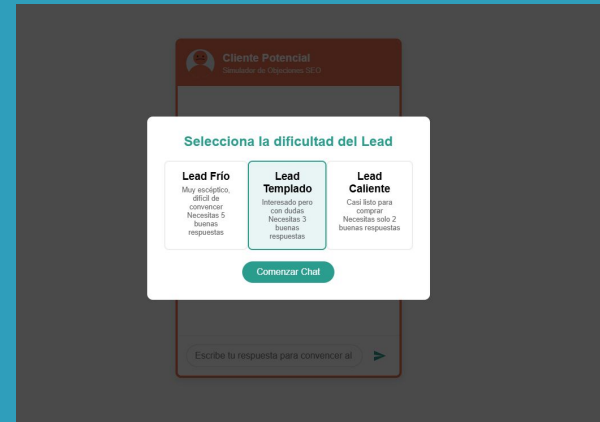 Cliente Potencial
Simulador de Objeciones SEO
Selecciona la dificultad del Lead
Lead Frío
Muy escéptico,
difícil de
convencer
Necesitas 5
buenas
respuestas
Lead
Templado
Interesado pero
con dudas
Necesitas 3
buenas
respuestas
Lead
Caliente
Casi listo para
comprar
Necesitas solo 2
buenas respuestas
Comenzar Chat
Escribe tu respuesta para convencer al